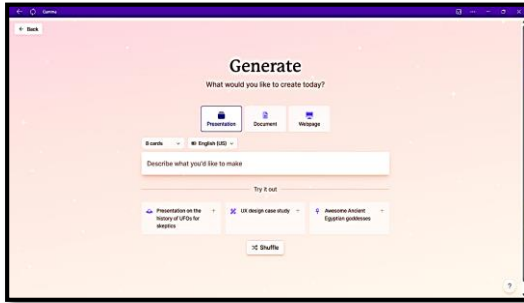 Gamma
← Back
Generate
What would you like to create today?
Presentation
Document
Webpage
8 cards
English (US)
Describe what you'd like to make
Try it out
Presentation on the history of UFOs for skeptics
+
UX design case study
+
Awesome Ancient Egyptian goddesses
+
Shuffle
?